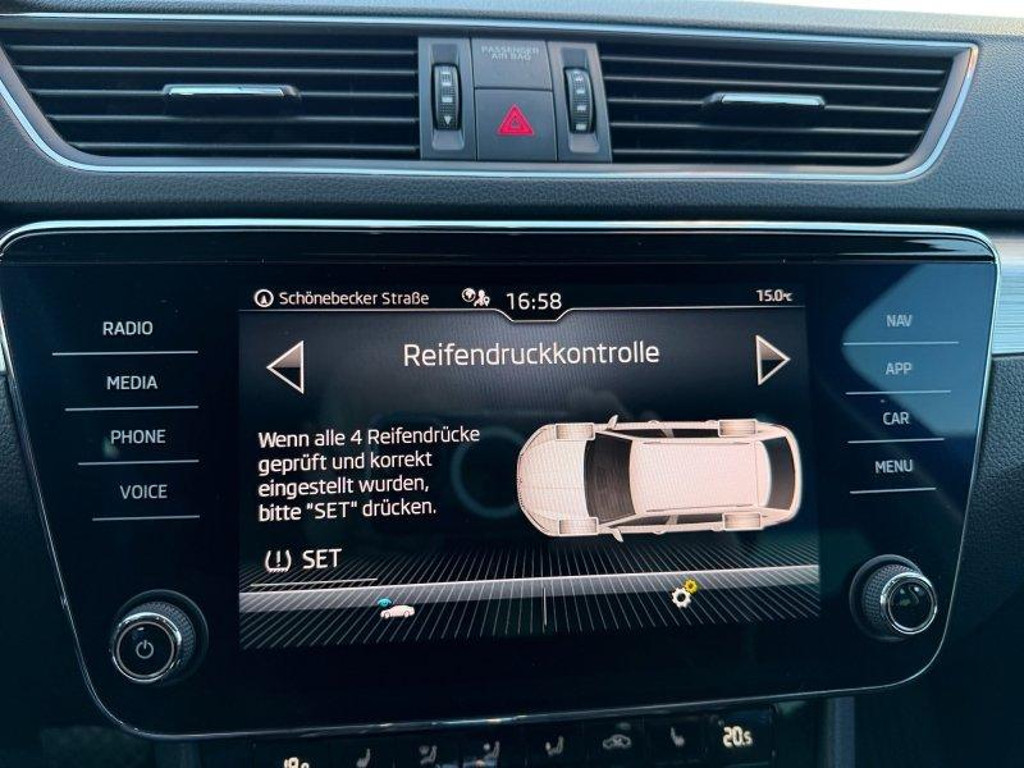 PASSENGER
AIR BAG
Schönebecker Straße
16:58
15.0°C
RADIO
MEDIA
PHONE
VOICE
Reifendruckkontrolle
Wenn alle 4 Reifendrücke
geprüft und korrekt
eingestellt wurden,
bitte "SET" drücken.
SET
NAV
APP
CAR
MENU
20.5